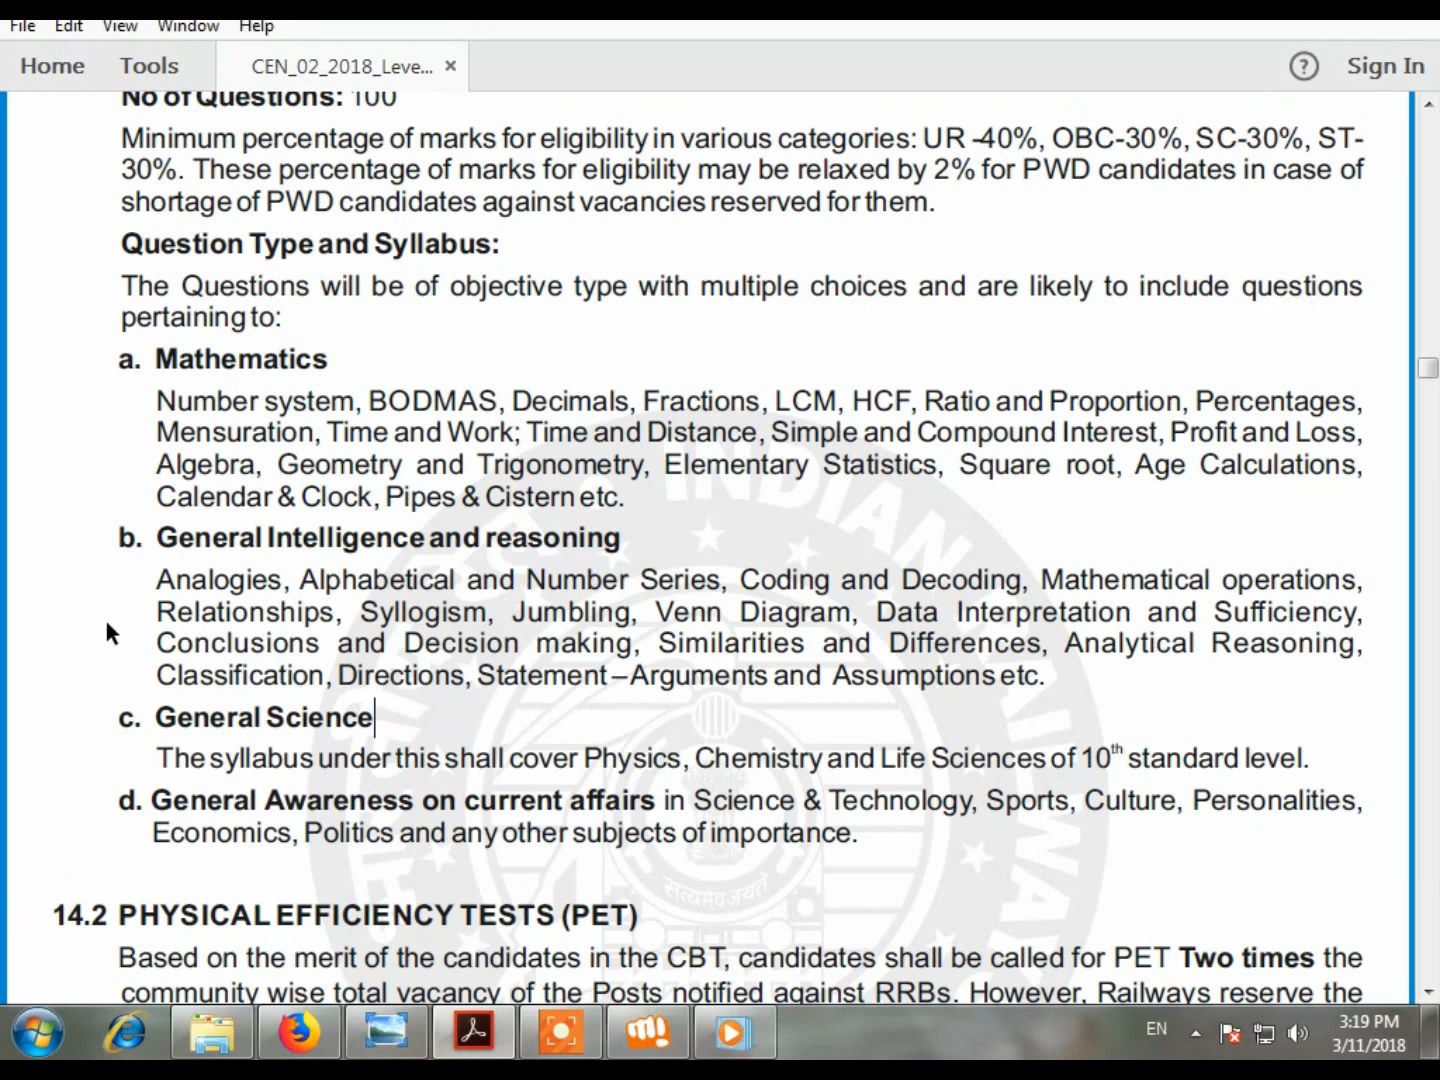 File Edit View Window Help
Home Tools CEN_02_2018_Leve... × ? Sign In
No of Questions: 100
Minimum percentage of marks for eligibility in various categories: UR -40%, OBC-30%, SC-30%, ST-
30%. These percentage of marks for eligibility may be relaxed by 2% for PWD candidates in case of
shortage of PWD candidates against vacancies reserved for them.
Question Type and Syllabus:
The Questions will be of objective type with multiple choices and are likely to include questions
pertaining to:
a. Mathematics
Number system, BODMAS, Decimals, Fractions, LCM, HCF, Ratio and Proportion, Percentages,
Mensuration, Time and Work; Time and Distance, Simple and Compound Interest, Profit and Loss,
Algebra, Geometry and Trigonometry, Elementary Statistics, Square root, Age Calculations,
Calendar & Clock, Pipes & Cistern etc.
b. General Intelligence and reasoning
Analogies, Alphabetical and Number Series, Coding and Decoding, Mathematical operations,
Relationships, Syllogism, Jumbling, Venn Diagram, Data Interpretation and Sufficiency,
Conclusions and Decision making, Similarities and Differences, Analytical Reasoning,
Classification, Directions, Statement – Arguments and Assumptions etc.
c. General Science
The syllabus under this shall cover Physics, Chemistry and Life Sciences of 10th standard level.
d. General Awareness on current affairs in Science & Technology, Sports, Culture, Personalities,
Economics, Politics and any other subjects of importance.
INDIAN RAILWAY
सत्यमेव जयते
14.2 PHYSICAL EFFICIENCY TESTS (PET)
Based on the merit of the candidates in the CBT, candidates shall be called for PET Two times the
community wise total vacancy of the Posts notified against RRBs. However, Railways reserve the
EN
3:19 PM
3/11/2018